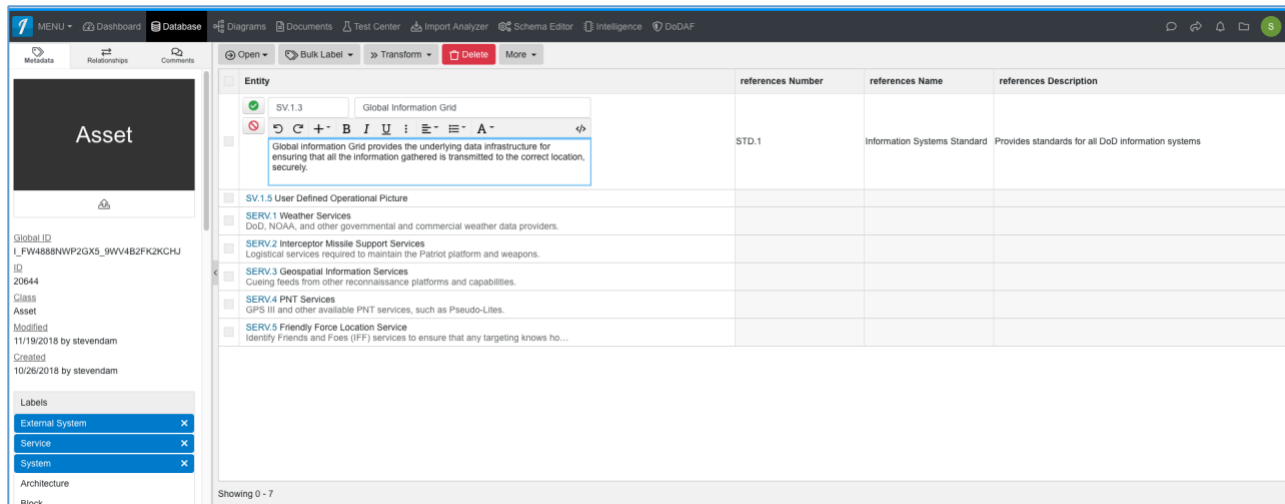 MENU Dashboard Database Diagrams Documents Test Center Import Analyzer Schema Editor Intelligence DoDAF S
Metadata Relationships Comments
Open Bulk Label Transform Delete More
Asset
Global ID
I_FW4888NWP2GX5_9WV4B2FK2KCHJ
ID
20644
Class
Asset
Modified
11/19/2018 by stevendam
Created
10/26/2018 by stevendam
Labels
External System
Service
System
Architecture
Block
Entity references Number references Name references Description
SV.1.3 Global Information Grid
B I U A
Global information Grid provides the underlying data infrastructure for
ensuring that all the information gathered is transmitted to the correct location,
securely.
STD.1 Information Systems Standard Provides standards for all DoD information systems
SV.1.5 User Defined Operational Picture
SERV.1 Weather Services
DoD, NOAA, and other governmental and commercial weather data providers.
SERV.2 Interceptor Missile Support Services
Logistical services required to maintain the Patriot platform and weapons.
SERV.3 Geospatial Information Services
Cueing feeds from other reconnaissance platforms and capabilities.
SERV.4 PNT Services
GPS III and other available PNT services, such as Pseudo-Lites.
SERV.5 Friendly Force Location Service
Identify Friends and Foes (IFF) services to ensure that any targeting knows ho...
Showing 0 - 7